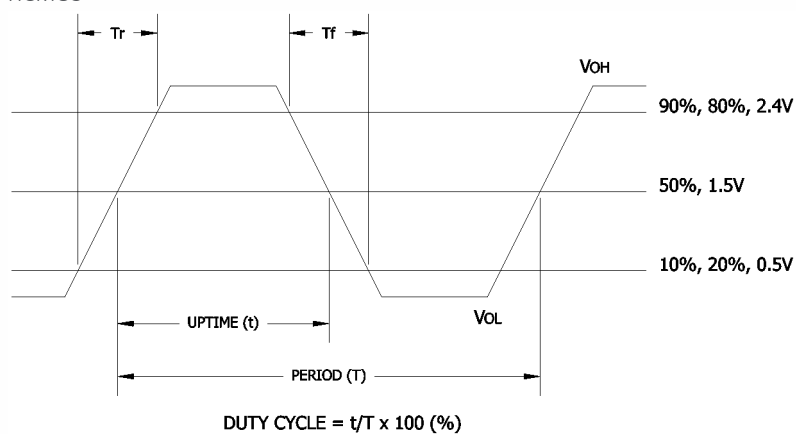 Tr
Tf
VOH
90%, 80%, 2.4V
50%, 1.5V
10%, 20%, 0.5V
UPTIME (t)
VOL
PERIOD (T)
DUTY CYCLE = t/T x 100 (%)